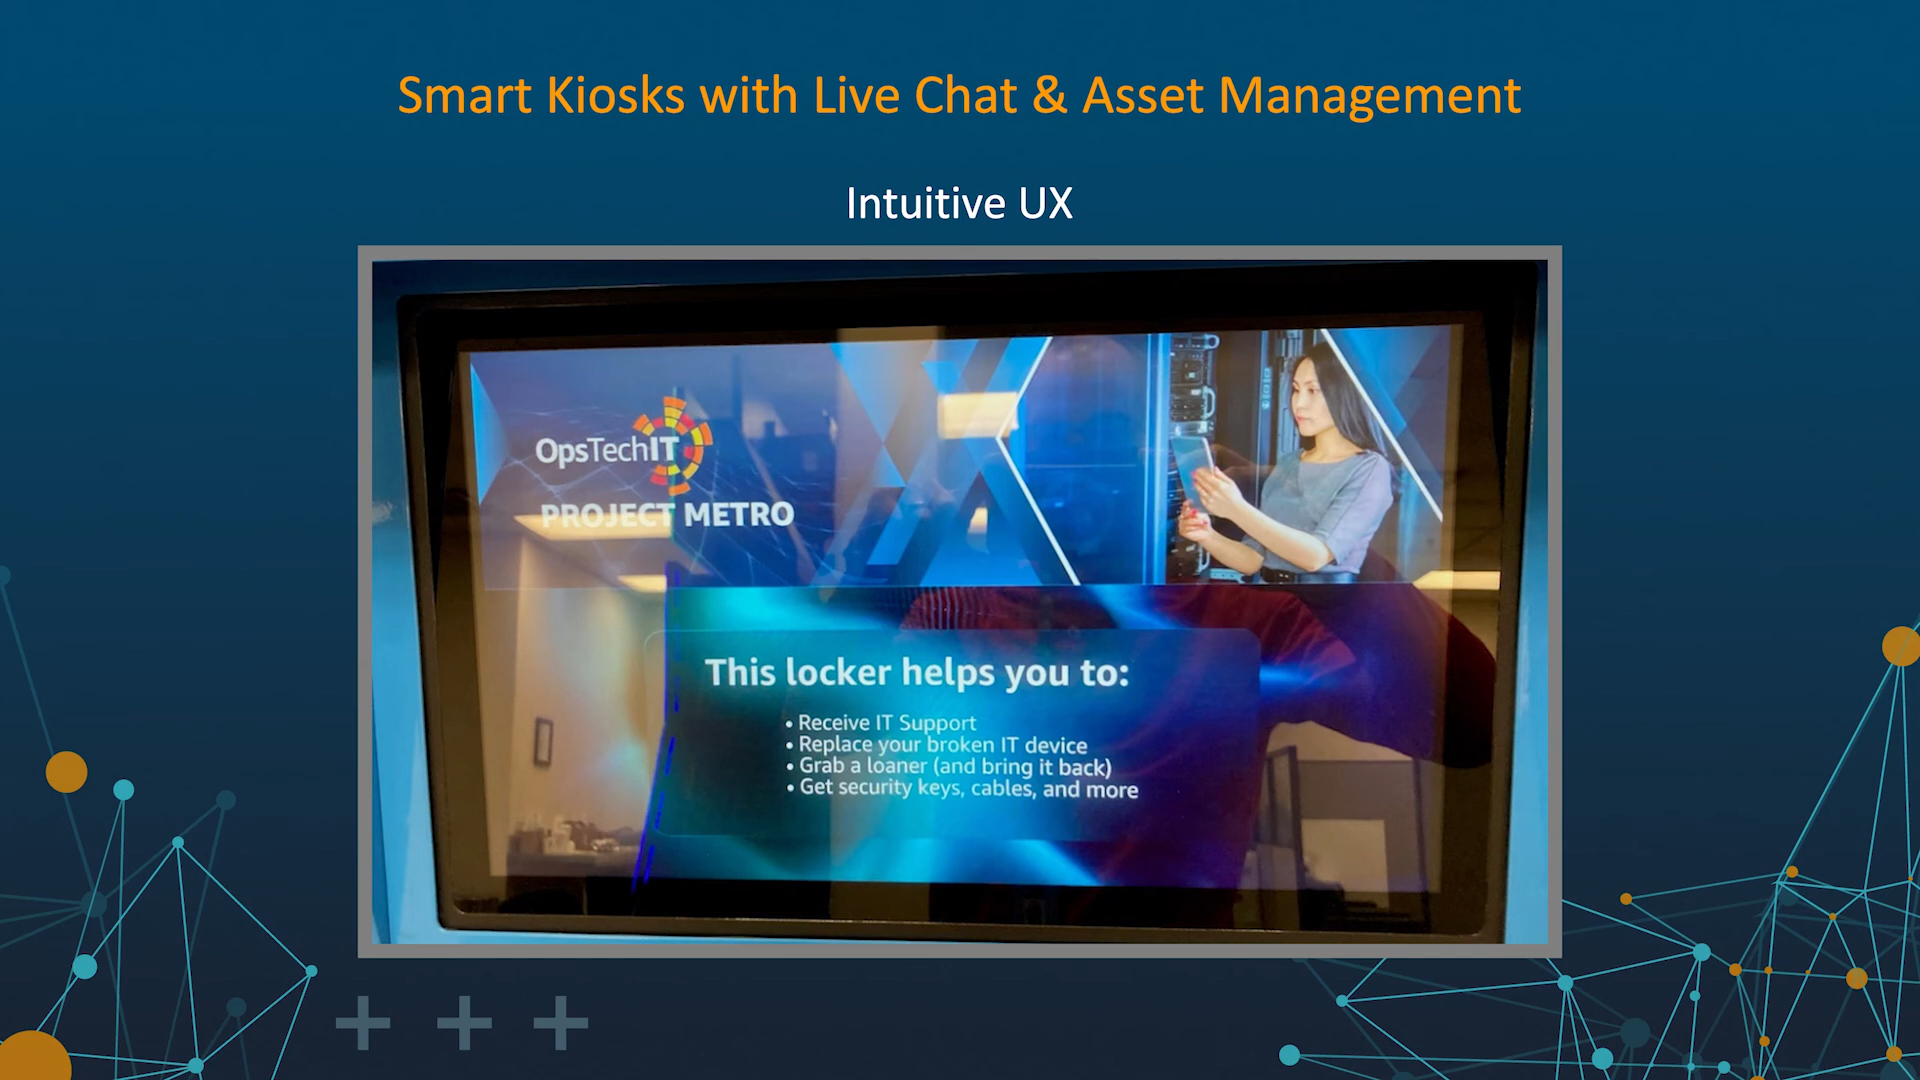 Smart Kiosks with Live Chat & Asset Management
Intuitive UX
OpsTechIT
PROJECT METRO
This locker helps you to:
• Receive IT Support
• Replace your broken IT device
• Grab a loaner (and bring it back)
• Get security keys, cables, and more